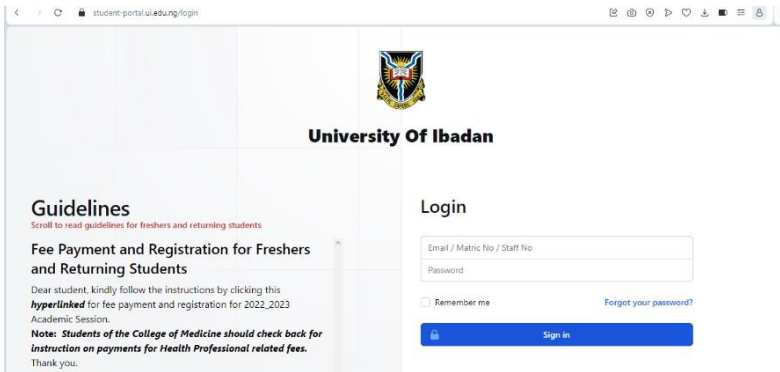 student-portal.ui.edu.ng/login
University Of Ibadan
Guidelines
Scroll to read guidelines for freshers and returning students
Fee Payment and Registration for Freshers
and Returning Students
Dear student, kindly follow the instructions by clicking this
hyperlinked for fee payment and registration for 2022_2023
Academic Session.
Note: Students of the College of Medicine should check back for
instruction on payments for Health Professional related fees.
Thank you.
Login
Email / Matric No / Staff No
Password
Remember me
Forgot your password?
Sign in